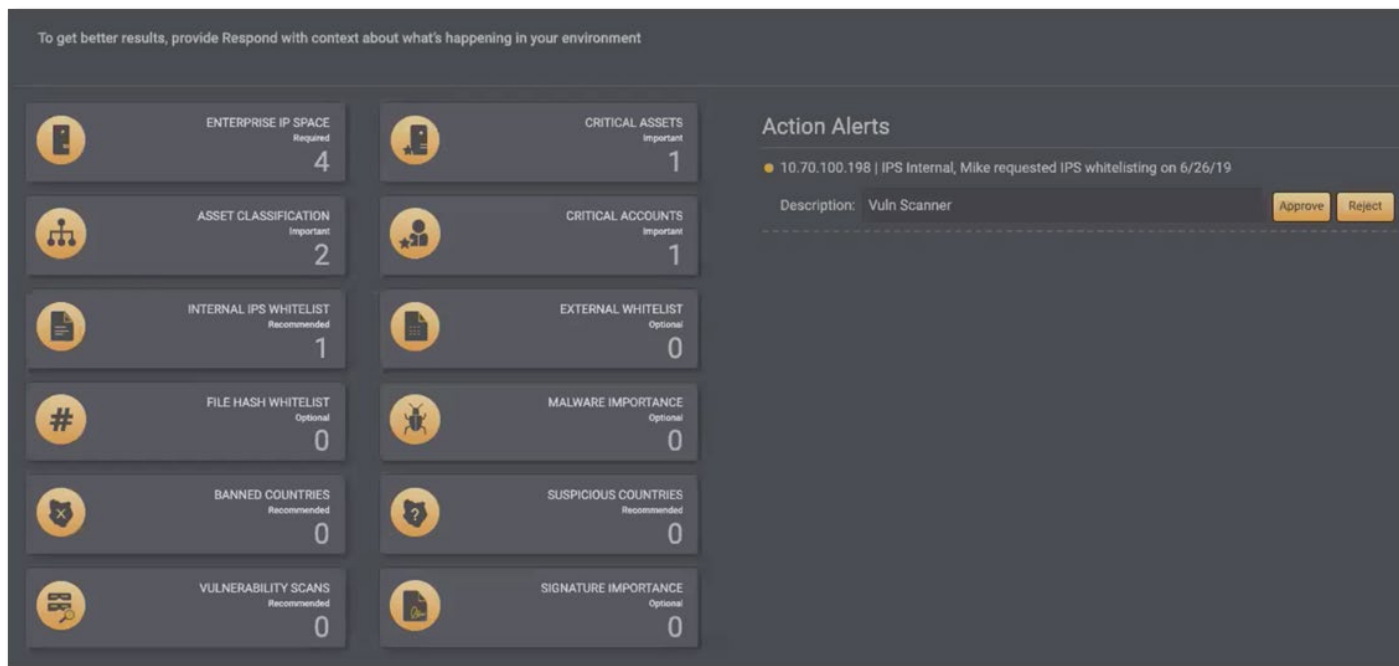 To get better results, provide Respond with context about what's happening in your environment
ENTERPRISE IP SPACE
Required
4
CRITICAL ASSETS
Important
1
ASSET CLASSIFICATION
Important
2
CRITICAL ACCOUNTS
Important
1
INTERNAL IPS WHITELIST
Recommended
1
EXTERNAL WHITELIST
Optional
0
#
FILE HASH WHITELIST
Optional
0
MALWARE IMPORTANCE
Optional
0
BANNED COUNTRIES
Recommended
0
?
SUSPICIOUS COUNTRIES
Recommended
0
VULNERABILITY SCANS
Recommended
0
SIGNATURE IMPORTANCE
Optional
0
Action Alerts
10.70.100.198 | IPS Internal, Mike requested IPS whitelisting on 6/26/19
Description: Vuln Scanner Approve Reject